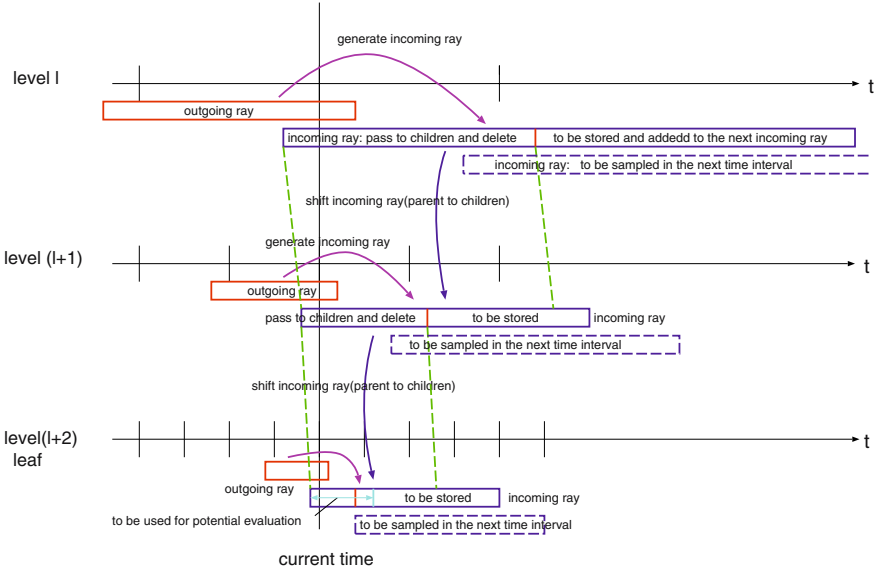 generate incoming ray
level l
t
outgoing ray
incoming ray: pass to children and delete
to be stored and addedd to the next incoming ray
incoming ray: to be sampled in the next time interval
shift incoming ray(parent to children)
generate incoming ray
level (l+1)
t
outgoing ray
pass to children and delete
to be stored
incoming ray
to be sampled in the next time interval
shift incoming ray(parent to children)
level(l+2)
leaf
t
outgoing ray
to be stored
incoming ray
to be used for potential evaluation
to be sampled in the next time interval
current time